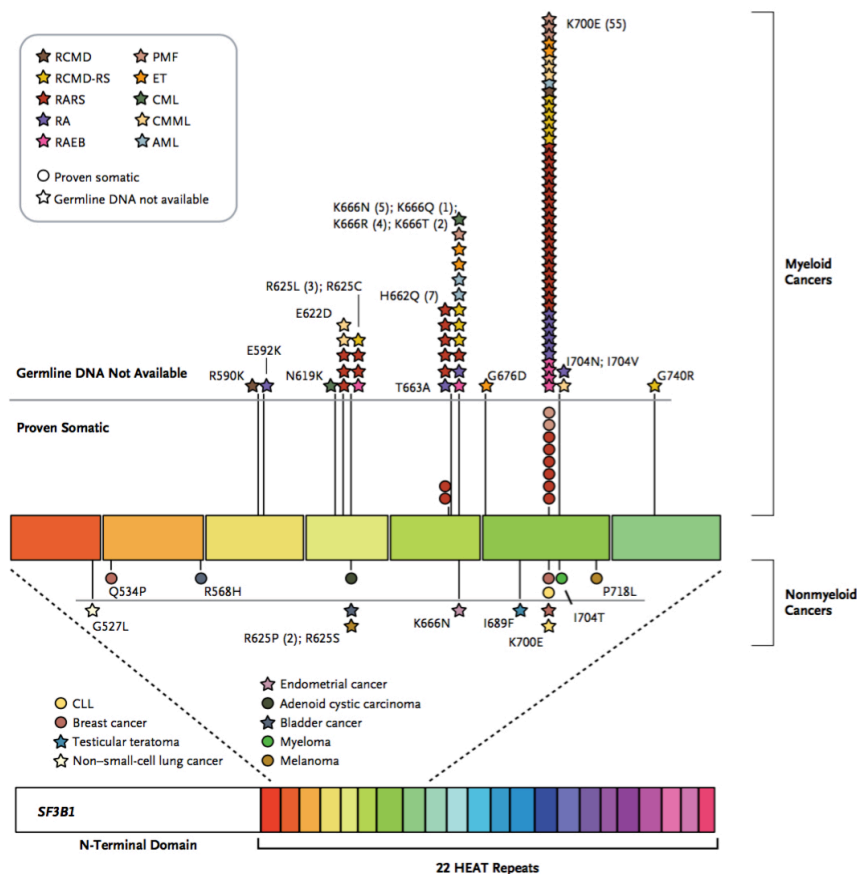 K700E (55)
RCMD
PMF
RCMD-RS
ET
RARS
CML
RA
CMML
RAEB
AML
Proven somatic
Germline DNA not available
K666N (5); K666Q (1);
K666R (4); K666T (2)
Myeloid
Cancers
R625L (3); R625C
H662Q (7)
E622D
E592K
I704N; I704V
Germline DNA Not Available
R590K
N619K
T663A
G676D
G740R
Proven Somatic
Q534P
R568H
P718L
Nonmyeloid
Cancers
G527L
K666N
I689F
I704T
R625P (2); R625S
K700E
Endometrial cancer
CLL
Adenoid cystic carcinoma
Breast cancer
Bladder cancer
Testicular teratoma
Myeloma
Non–small-cell lung cancer
Melanoma
SF3B1
N-Terminal Domain
22 HEAT Repeats